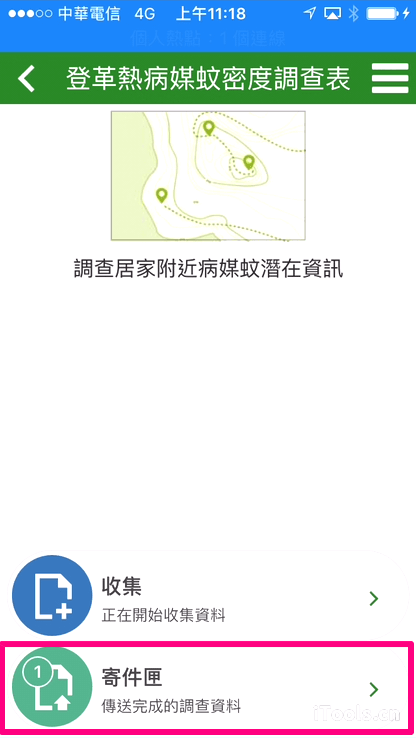 中華電信 4G 上午11:18
個人熱點：1 個連線
登革熱病媒蚊密度調查表
調查居家附近病媒蚊潛在資訊
收集
正在開始收集資料
1
寄件匣
傳送完成的調查資料
iTools.cn